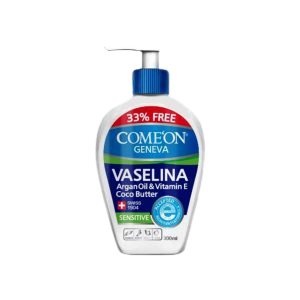 33% FREE
COME'ON
GENEVA
VASELINA
Argan Oil & Vitamin E
Coco Butter
SWISS
1904
SENSITIVE
300ml